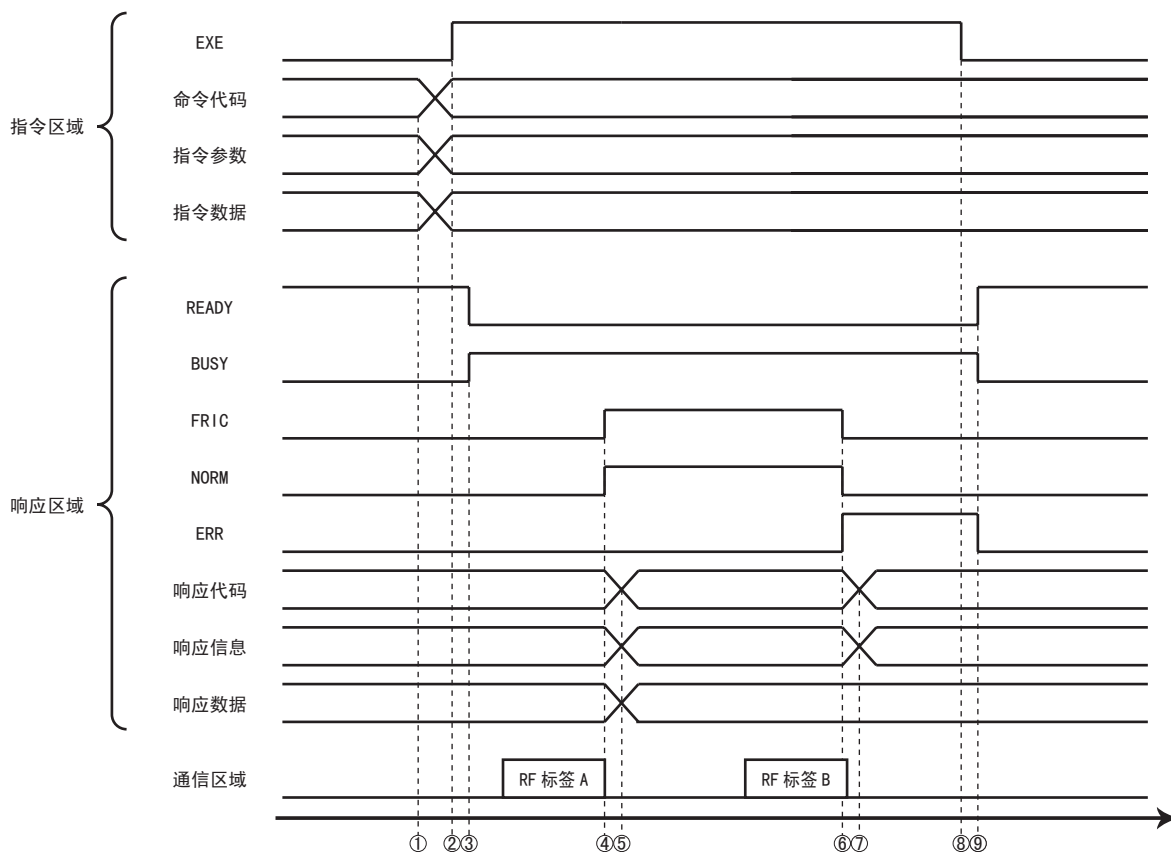 指令区域
EXE
命令代码
指令参数
指令数据
响应区域
READY
BUSY
FRIC
NORM
ERR
响应代码
响应信息
响应数据
通信区域
RF 标签 A
RF 标签 B
① ②③ ④⑤ ⑥⑦ ⑧⑨